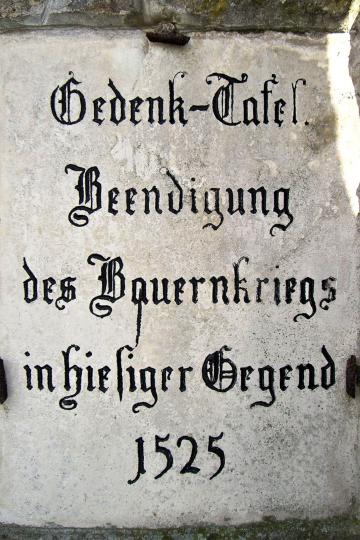 Gedenk-Tafel.
Beendigung
des Bauernkriegs
in hiesiger Gegend
1525